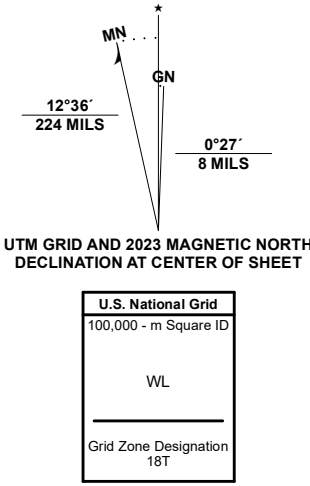 ★
MN
GN
12°36´
224 MILS
0°27´
8 MILS
UTM GRID AND 2023 MAGNETIC NORTH
DECLINATION AT CENTER OF SHEET
U.S. National Grid
100,000 - m Square ID
WL
Grid Zone Designation
18T